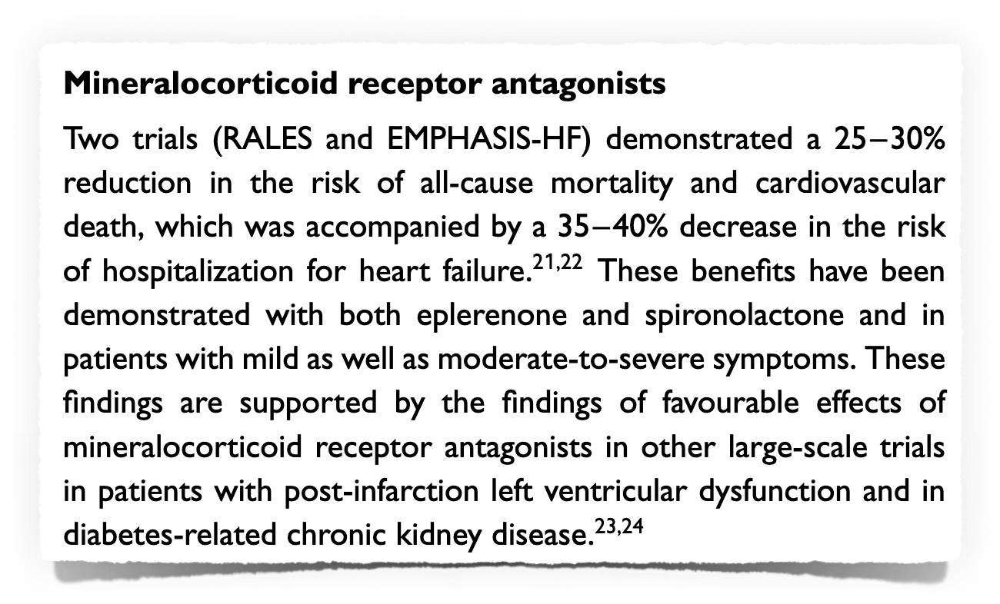 Mineralocorticoid receptor antagonists
Two trials (RALES and EMPHASIS-HF) demonstrated a 25–30%
reduction in the risk of all-cause mortality and cardiovascular
death, which was accompanied by a 35–40% decrease in the risk
of hospitalization for heart failure.21,22 These benefits have been
demonstrated with both eplerenone and spironolactone and in
patients with mild as well as moderate-to-severe symptoms. These
findings are supported by the findings of favourable effects of
mineralocorticoid receptor antagonists in other large-scale trials
in patients with post-infarction left ventricular dysfunction and in
diabetes-related chronic kidney disease.23,24